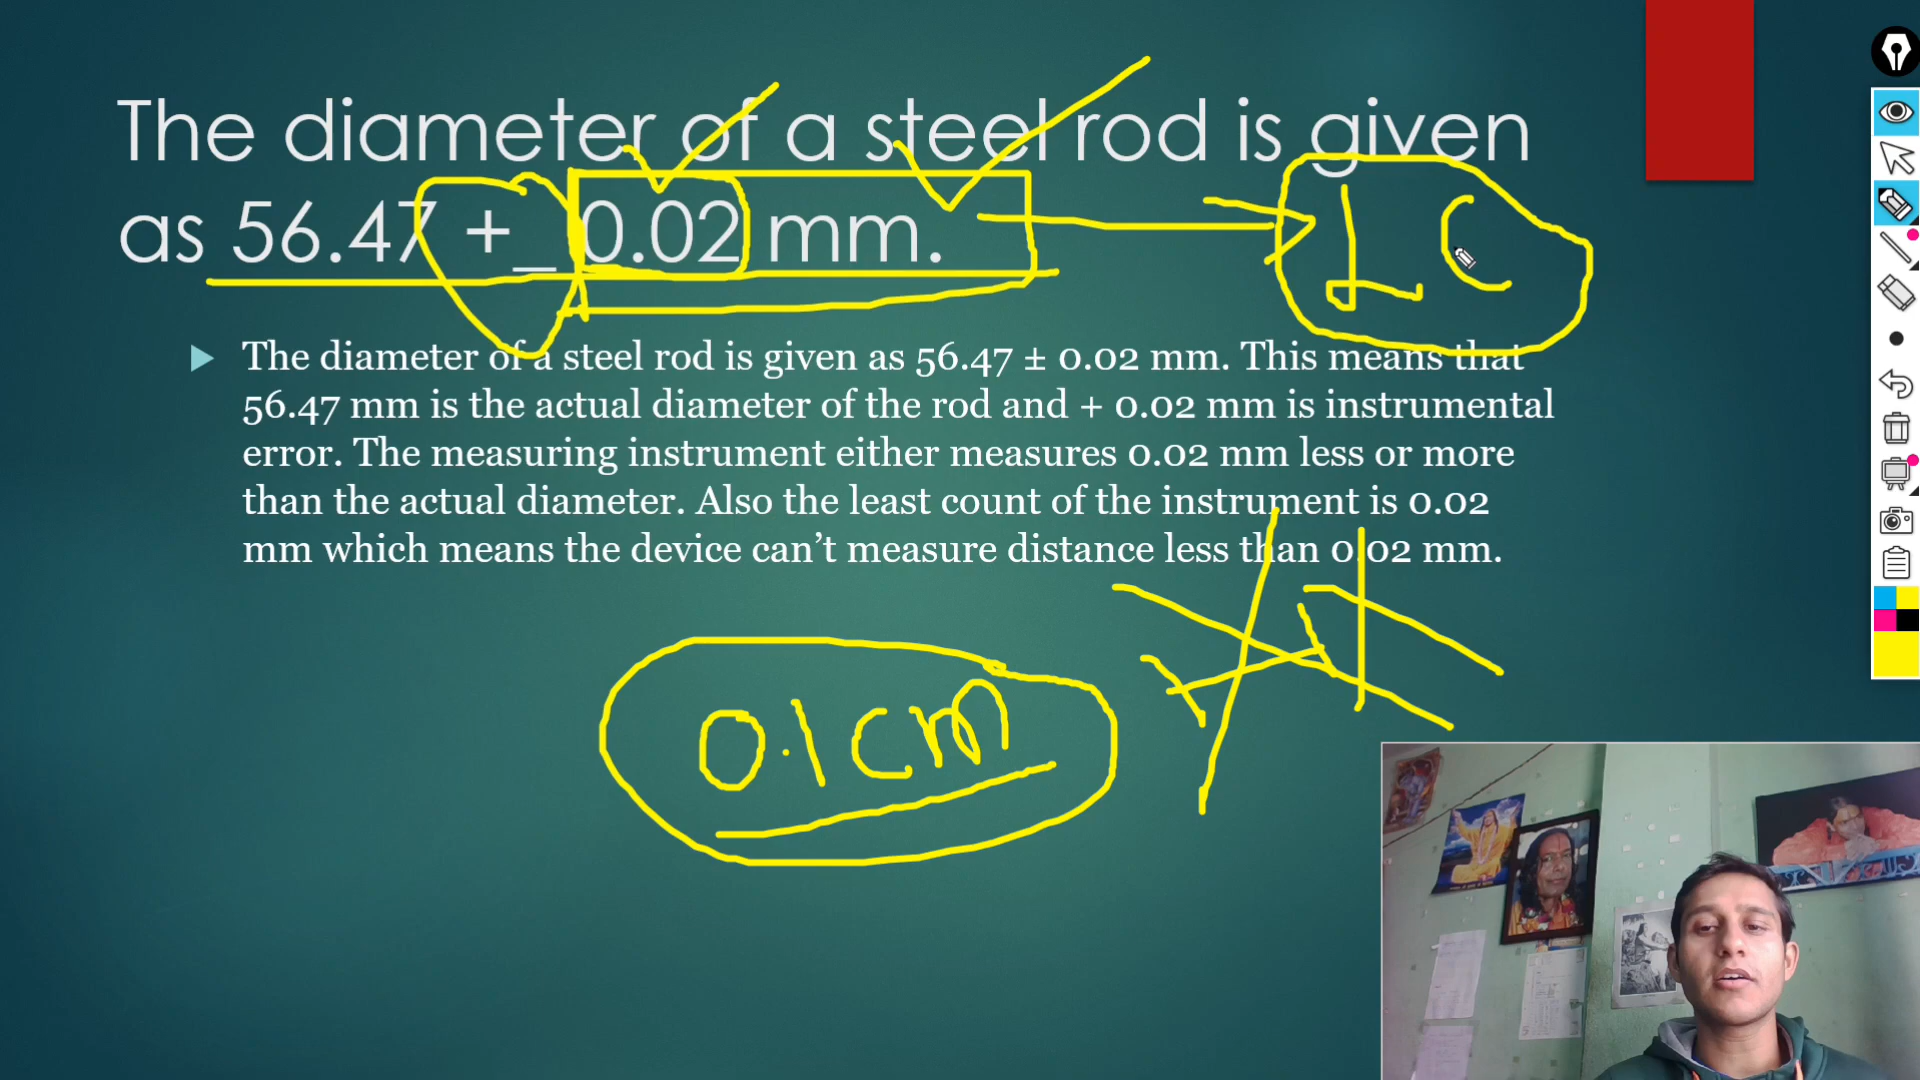 The diameter of a steel rod is given
as 56.47 +_ 0.02 mm.
L C
The diameter of a steel rod is given as 56.47 ± 0.02 mm. This means that
56.47 mm is the actual diameter of the rod and + 0.02 mm is instrumental
error. The measuring instrument either measures 0.02 mm less or more
than the actual diameter. Also the least count of the instrument is 0.02
mm which means the device can’t measure distance less than 0.02 mm.
0.1 cm